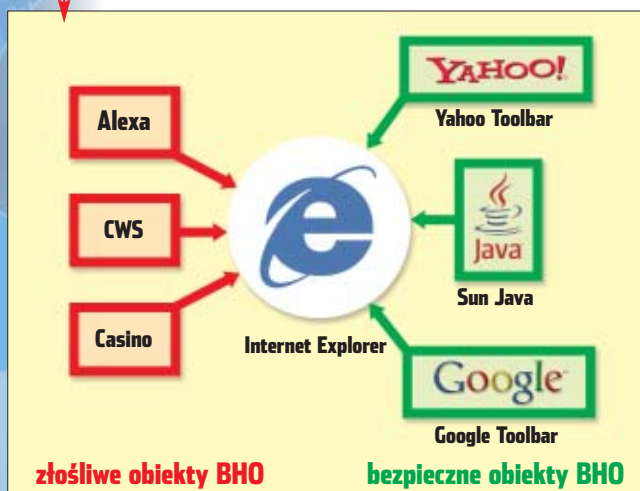 Alexa
CWS
Casino
e
Internet Explorer
YAHOO!
Yahoo Toolbar
Java
Sun Java
Google
Google Toolbar
złośliwe obiekty BHO
bezpieczne obiekty BHO